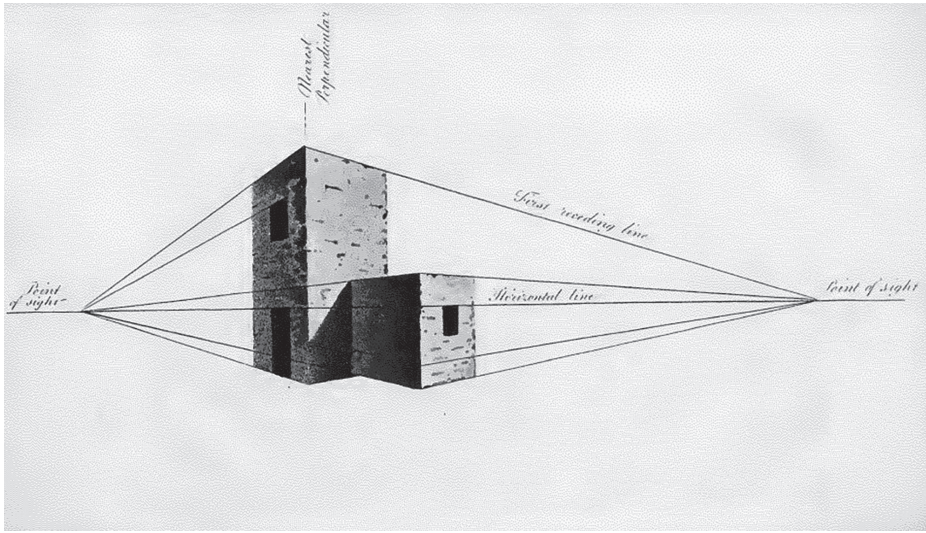 Nearest
Perpendicular
First receding line
Point
of sight
Horizontal line
Point of sight